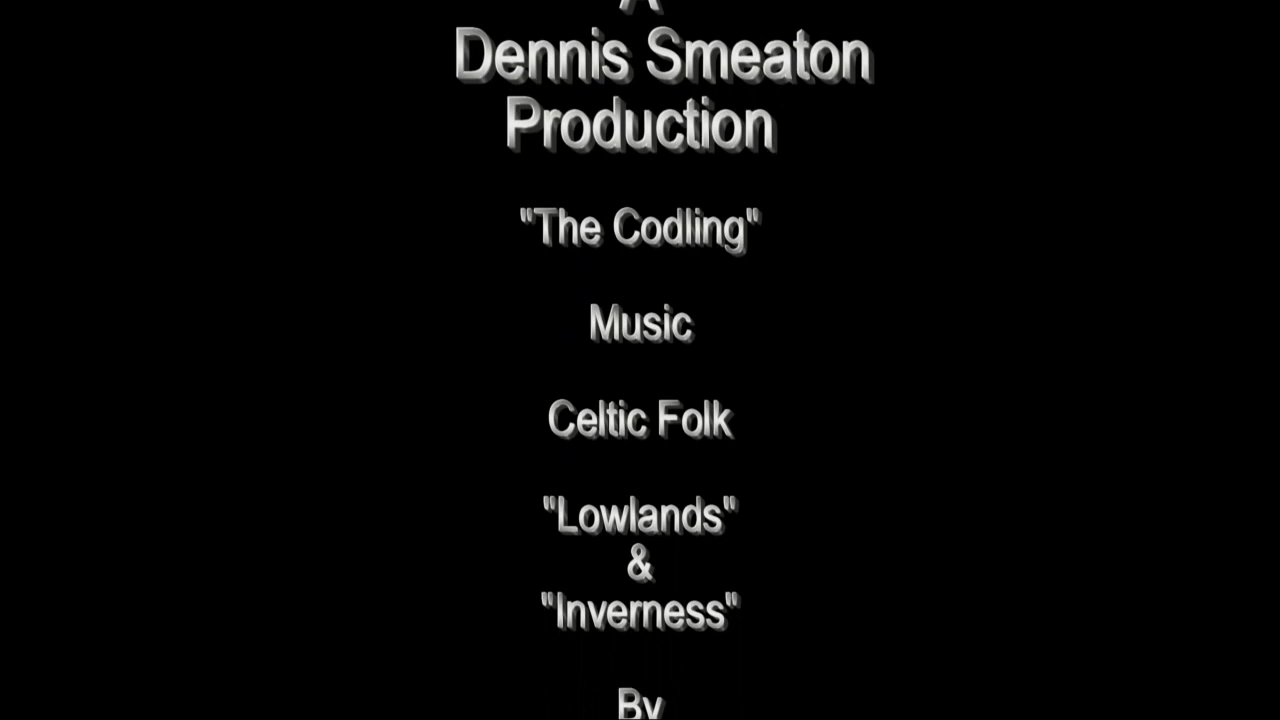 A
Dennis Smeaton
Production
"The Codling"
Music
Celtic Folk
"Lowlands"
&
"Inverness"
By